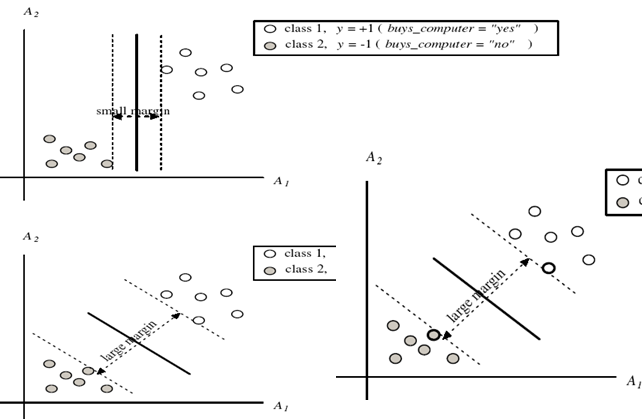 A2
class 1, y = +1 ( buys_computer = "yes" )
class 2, y = -1 ( buys_computer = "no" )
small margin
A1
A2
class 1,
class 2,
large margin
A1
A2
c
c
large margin
A1